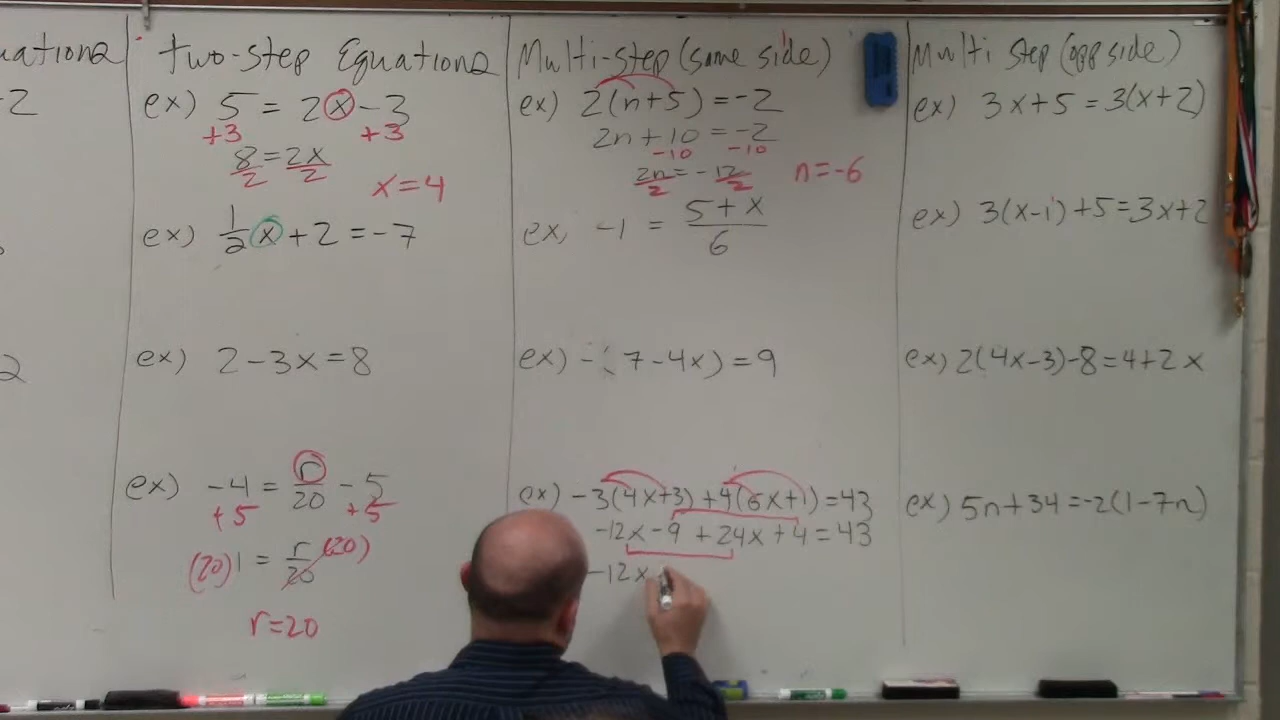 uations
-2
2
Two-step Equations
ex) 5 = 2x - 3
+3 +3
8/2 = 2x/2
x = 4
ex) 1/2 x + 2 = -7
ex) 2 - 3x = 8
ex) -4 = r/20 - 5
+5 +5
(20) 1 = r/20 (20)
r = 20
Multi-step (same side)
ex) 2(n+5) = -2
2n + 10 = -2
-10 -10
2n/2 = -12/2
n = -6
ex, -1 = 5+x/6
ex) -(7-4x) = 9
ex) -3(4x+3) + 4(6x+1) = 43
-12x - 9 + 24x + 4 = 43
-12x
Multi Step (opp side)
ex) 3x + 5 = 3(x+2)
ex) 3(x-1) + 5 = 3x + 2
ex) 2(4x-3) - 8 = 4 + 2x
ex) 5n + 34 = -2(1-7n)